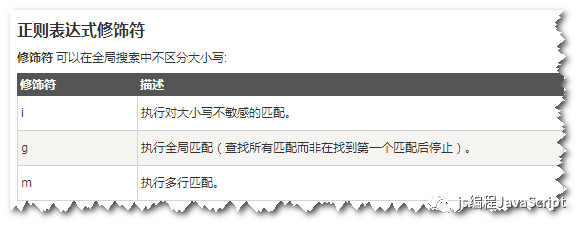 正则表达式修饰符
修饰符 可以在全局搜索中不区分大小写:
修饰符 描述
i 执行对大小写不敏感的匹配。
g 执行全局匹配（查找所有匹配而非在找到第一个匹配后停止）。
m 执行多行匹配。
js编程JavaScript